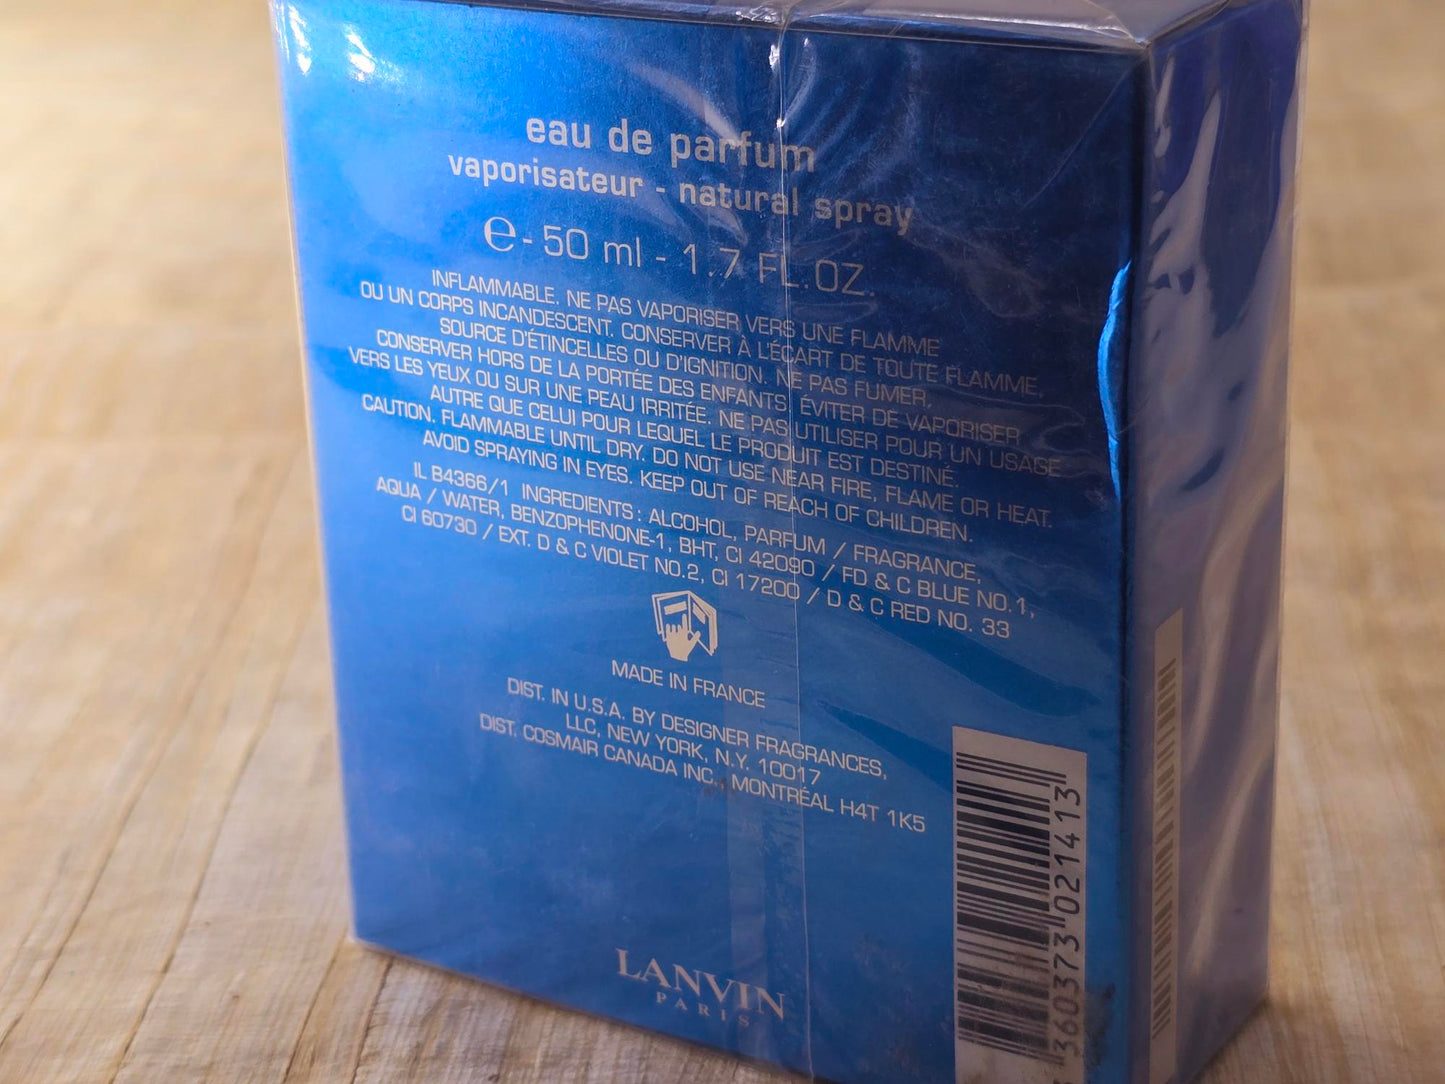 eau de parfum
vaporisateur - natural spray
℮ - 50 ml - 1.7 FL.OZ.
INFLAMMABLE. NE PAS VAPORISER VERS UNE FLAMME
OU UN CORPS INCANDESCENT. CONSERVER À L'ÉCART DE TOUTE FLAMME,
SOURCE D'ÉTINCELLES OU D'IGNITION. NE PAS FUMER.
CONSERVER HORS DE LA PORTÉE DES ENFANTS. ÉVITER DE VAPORISER
VERS LES YEUX OU SUR UNE PEAU IRRITÉE. NE PAS UTILISER POUR UN USAGE
AUTRE QUE CELUI POUR LEQUEL LE PRODUIT EST DESTINÉ.
CAUTION. FLAMMABLE UNTIL DRY. DO NOT USE NEAR FIRE, FLAME OR HEAT.
AVOID SPRAYING IN EYES. KEEP OUT OF REACH OF CHILDREN.
IL B4366/1 INGREDIENTS : ALCOHOL, PARFUM / FRAGRANCE,
AQUA / WATER, BENZOPHENONE-1, BHT, CI 42090 / FD & C BLUE NO. 1,
CI 60730 / EXT. D & C VIOLET NO.2, CI 17200 / D & C RED NO. 33
MADE IN FRANCE
DIST. IN U.S.A. BY DESIGNER FRAGRANCES,
LLC, NEW YORK, N.Y. 10017
DIST. COSMAIR CANADA INC., MONTRÉAL H4T 1K5
3 360373 021413
LANVIN
PARIS